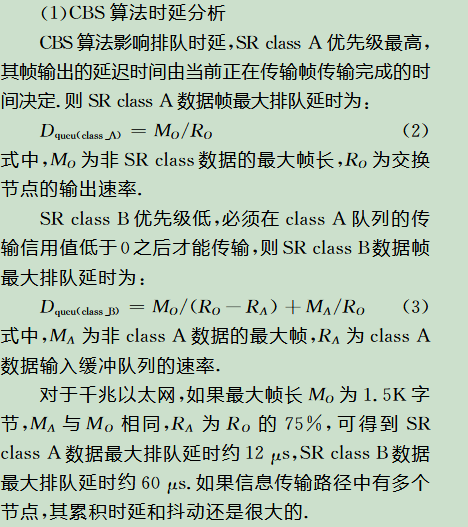 (1)CBS 算法时延分析
CBS 算法影响排队时延,SR class A 优先级最高,
其帧输出的延迟时间由当前正在传输帧传输完成的时
间决定.则 SR class A 数据帧最大排队延时为:
D_queu(class_A) = M_O/R_O (2)
式中,M_O 为非 SR class 数据的最大帧长,R_O 为交换
节点的输出速率.
SR class B 优先级低,必须在 class A 队列的传
输信用值低于 0 之后才能传输,则 SR class B 数据帧
最大排队延时为:
D_queu(class_B) = M_O/(R_O − R_A) + M_A/R_O (3)
式中,M_A 为非 class A 数据的最大帧,R_A 为 class A
数据输入缓冲队列的速率.
对于千兆以太网,如果最大帧长 M_O 为 1.5K 字
节,M_A 与 M_O 相同,R_A 为 R_O 的 75%,可得到 SR
class A 数据最大排队延时约 12 μs,SR class B 数据
最大排队延时约 60 μs.如果信息传输路径中有多个
节点,其累积时延和抖动还是很大的.